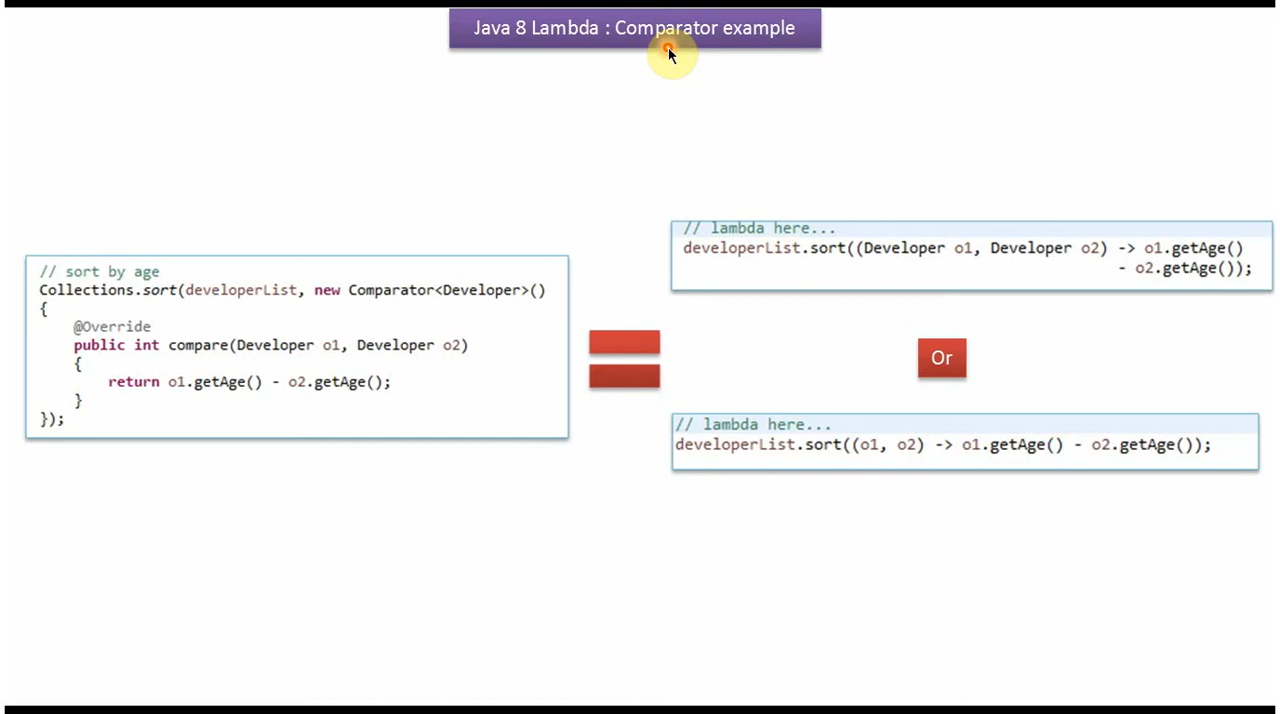 Java 8 Lambda : Comparator example
// sort by age
Collections.sort(developerList, new Comparator<Developer>()
{
@Override
public int compare(Developer o1, Developer o2)
{
return o1.getAge() - o2.getAge();
}
});
// lambda here...
developerList.sort((Developer o1, Developer o2) -> o1.getAge()
- o2.getAge());
Or
// lambda here...
developerList.sort((o1, o2) -> o1.getAge() - o2.getAge());